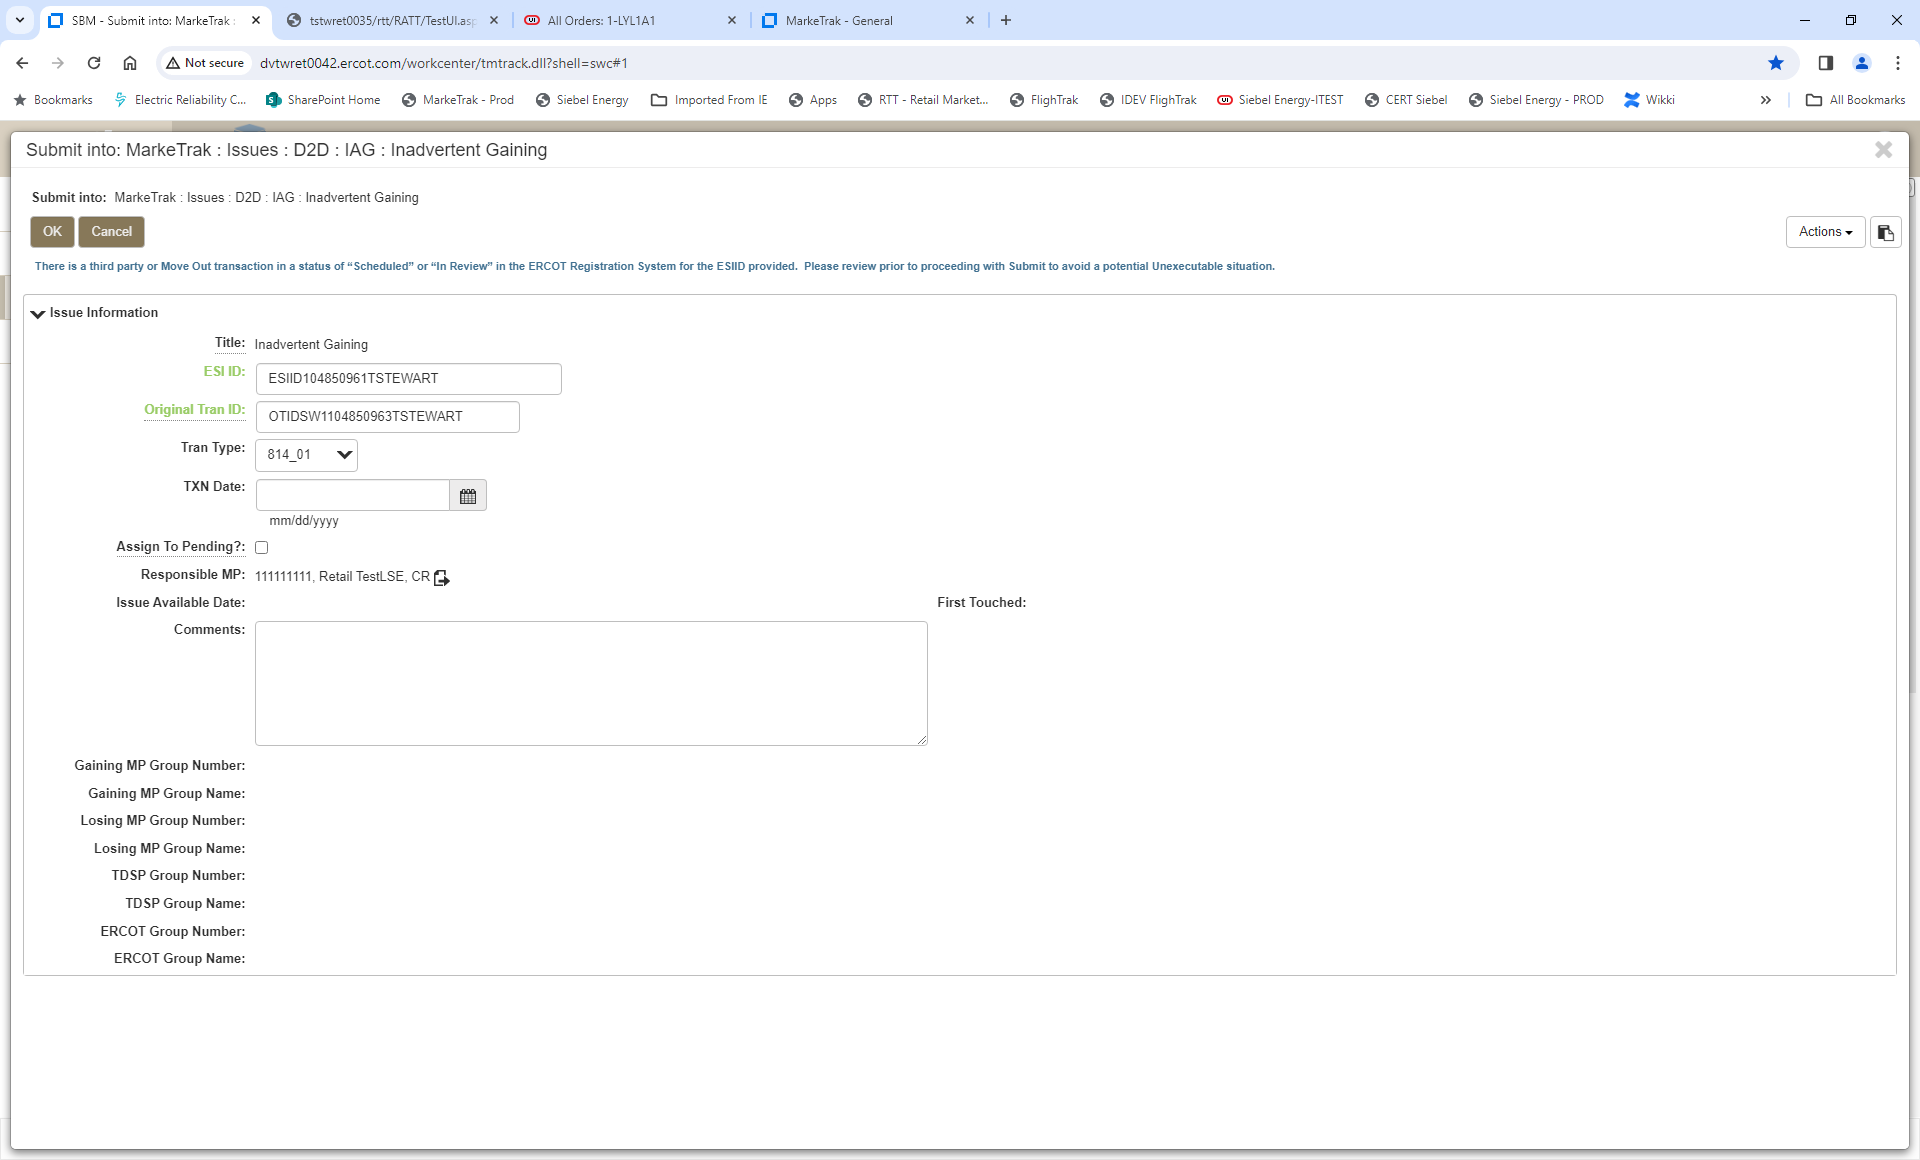 SBM - Submit into: MarkeTrak :
tstwret0035/rtt/RATT/TestUI.asp
All Orders: 1-LYL1A1
MarkeTrak - General
Not secure dvtwret0042.ercot.com/workcenter/tmtrack.dll?shell=swc#1
Bookmarks Electric Reliability C... SharePoint Home MarkeTrak - Prod Siebel Energy Imported From IE Apps RTT - Retail Market... FlighTrak IDEV FlighTrak Siebel Energy-ITEST CERT Siebel Siebel Energy - PROD Wikki All Bookmarks
Submit into: MarkeTrak : Issues : D2D : IAG : Inadvertent Gaining
Submit into: MarkeTrak : Issues : D2D : IAG : Inadvertent Gaining
OK Cancel Actions
There is a third party or Move Out transaction in a status of “Scheduled” or “In Review” in the ERCOT Registration System for the ESIID provided. Please review prior to proceeding with Submit to avoid a potential Unexecutable situation.
Issue Information
Title: Inadvertent Gaining
ESI ID: ESIID104850961TSTEWART
Original Tran ID: OTIDSW1104850963TSTEWART
Tran Type: 814_01
TXN Date:
mm/dd/yyyy
Assign To Pending?:
Responsible MP: 111111111, Retail TestLSE, CR
Issue Available Date: First Touched:
Comments:
Gaining MP Group Number:
Gaining MP Group Name:
Losing MP Group Number:
Losing MP Group Name:
TDSP Group Number:
TDSP Group Name:
ERCOT Group Number:
ERCOT Group Name: